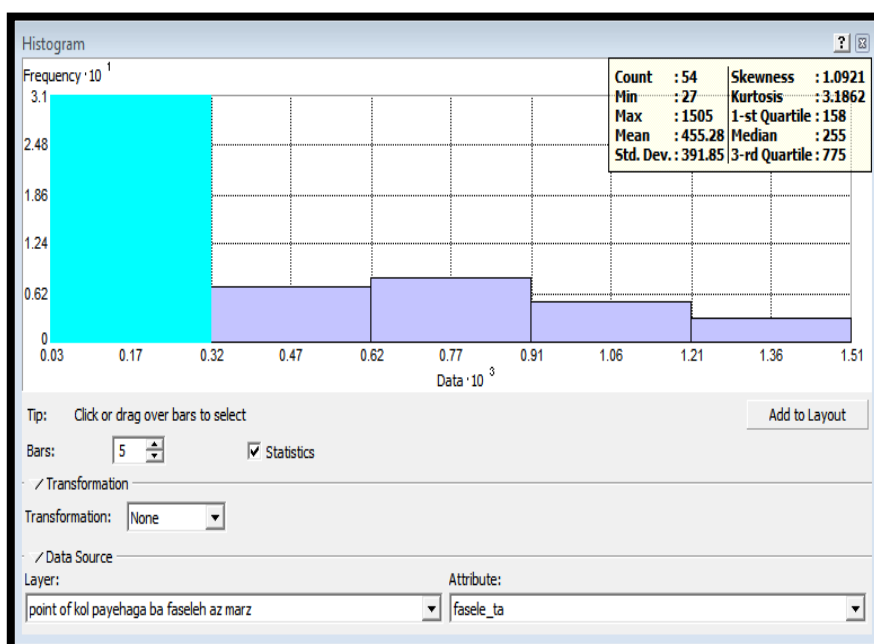 Histogram
Frequency · 10 1
Count : 54 Skewness : 1.0921
Min : 27 Kurtosis : 3.1862
Max : 1505 1-st Quartile : 158
Mean : 455.28 Median : 255
Std. Dev. : 391.85 3-rd Quartile : 775
3.1
2.48
1.86
1.24
0.62
0
0.03 0.17 0.32 0.47 0.62 0.77 0.91 1.06 1.21 1.36 1.51
Data · 10 3
Tip: Click or drag over bars to select
Add to Layout
Bars: 5 Statistics
Transformation
Transformation: None
Data Source
Layer: Attribute:
point of kol payehaga ba faseleh az marz fasele_ta